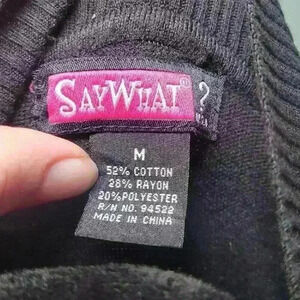 SAYWHAT
?
M
52% COTTON
28% RAYON
20% POLYESTER
R/N NO. 94522
MADE IN CHINA